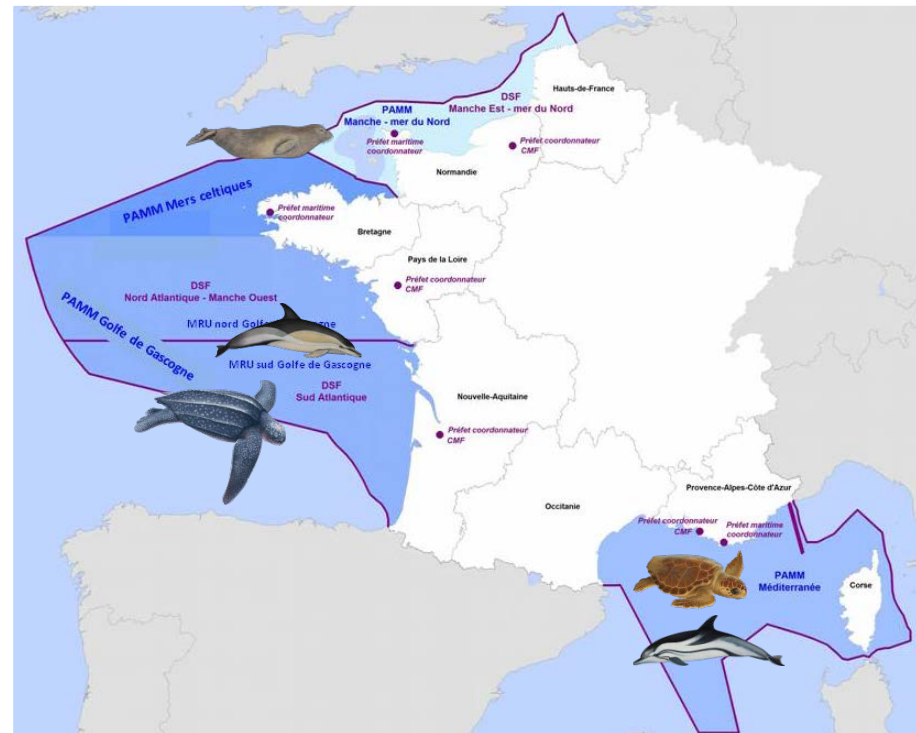 Hauts-de-France
DSF
Manche Est - mer du Nord
PAMM
Manche - mer du Nord
Préfet maritime
coordonnateur
Préfet coordonnateur
CMF
Normandie
PAMM Mers celtiques
Préfet maritime
coordonnateur
Bretagne
Pays de la Loire
Préfet coordonnateur
CMF
DSF
Nord Atlantique - Manche Ouest
PAMM Golfe de Gascogne
MRU nord Golfe
MRU sud Golfe de Gascogne
DSF
Sud Atlantique
Nouvelle-Aquitaine
Préfet coordonnateur
CMF
Occitanie
Provence-Alpes-Côte d'Azur
Préfet coordonnateur
CMF
Préfet maritime
coordonnateur
PAMM
Méditerranée
Corse